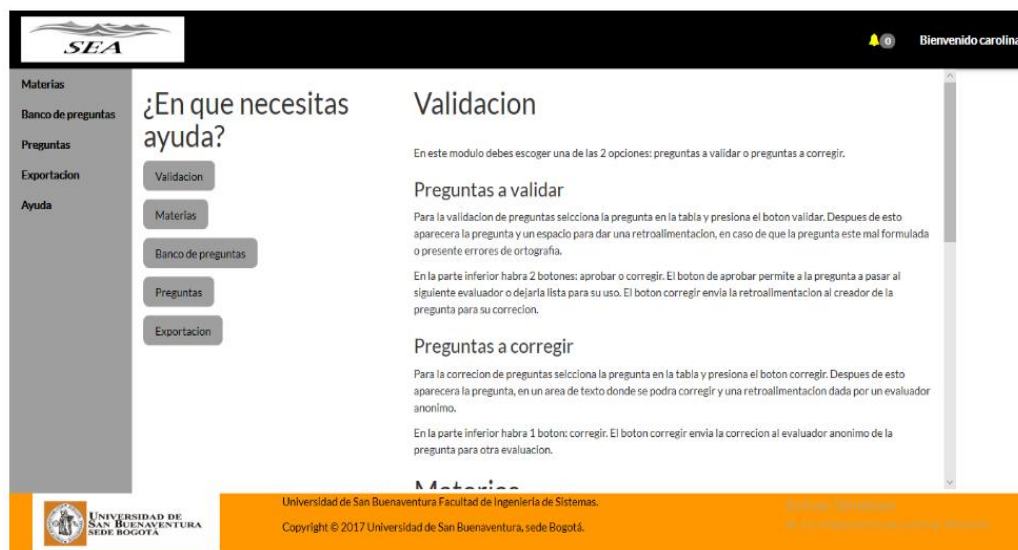 SEA
0
Bienvenido carolina
Materias
Banco de preguntas
Preguntas
Exportacion
Ayuda
¿En que necesitas
ayuda?
Validacion
Materias
Banco de preguntas
Preguntas
Exportacion
Validacion
En este modulo debes escoger una de las 2 opciones: preguntas a validar o preguntas a corregir.
Preguntas a validar
Para la validacion de preguntas selcciona la pregunta en la tabla y presiona el boton validar. Despues de esto
aparecera la pregunta y un espacio para dar una retroalimentacion, en caso de que la pregunta este mal formulada
o presente errores de ortografia.
En la parte inferior habra 2 botones: aprobar o corregir. El boton de aprobar permite a la pregunta a pasar al
siguiente evaluador o dejarla lista para su uso. El boton corregir envia la retroalimentacion al creador de la
pregunta para su correcion.
Preguntas a corregir
Para la correcion de preguntas selcciona la pregunta en la tabla y presiona el boton corregir. Despues de esto
aparecera la pregunta, en un area de texto donde se podra corregir y una retroalimentacion dada por un evaluador
anonimo.
En la parte inferior habra 1 boton: corregir. El boton corregir envia la correcion al evaluador anonimo de la
pregunta para otra evaluacion.
Materias
UNIVERSIDAD DE
SAN BUENAVENTURA
SEDE BOGOTÁ
Universidad de San Buenaventura Facultad de Ingenieria de Sistemas.
Copyright © 2017 Universidad de San Buenaventura, sede Bogotá.